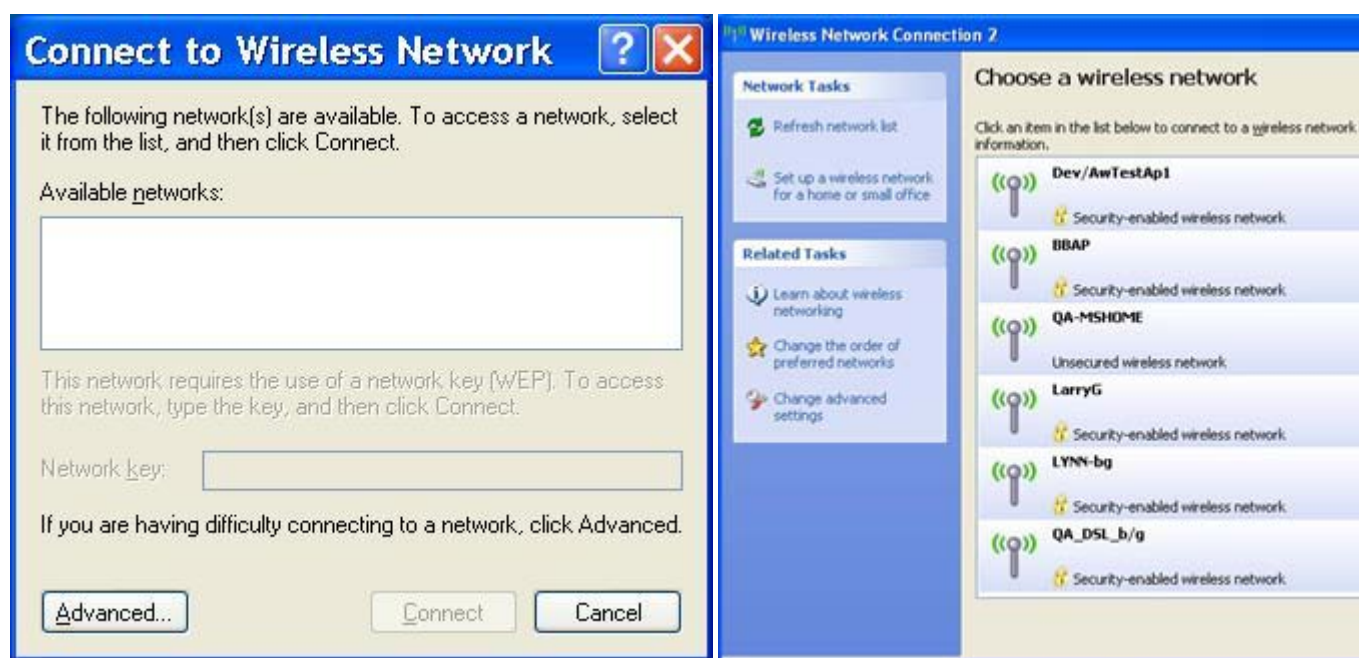 Connect to Wireless Network
The following network(s) are available. To access a network, select
it from the list, and then click Connect.
Available networks:
This network requires the use of a network key (WEP). To access
this network, type the key, and then click Connect.
Network key:
If you are having difficulty connecting to a network, click Advanced.
Advanced...
Connect
Cancel
Wireless Network Connection 2
Network Tasks
Refresh network list
Set up a wireless network
for a home or small office
Related Tasks
Learn about wireless
networking
Change the order of
preferred networks
Change advanced
settings
Choose a wireless network
Click an item in the list below to connect to a wireless network
information.
Dev/AwTestAp1
Security-enabled wireless network
BBAP
Security-enabled wireless network
QA-MSHOME
Unsecured wireless network
LarryG
Security-enabled wireless network
LYNN-bg
Security-enabled wireless network
QA_DSL_b/g
Security-enabled wireless network